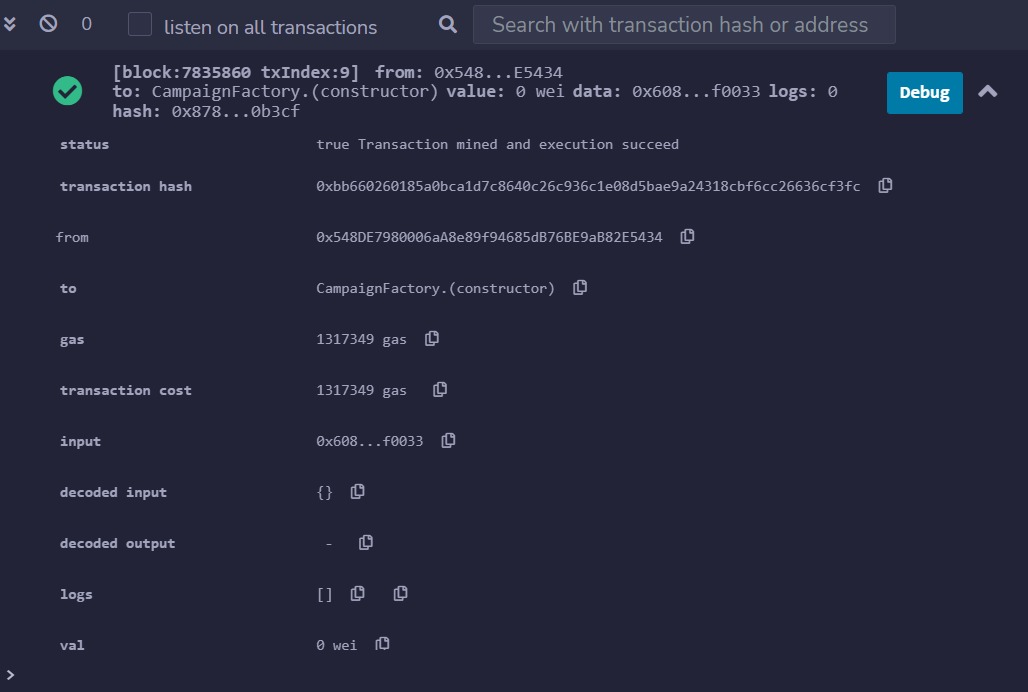 0 listen on all transactions Search with transaction hash or address
[block:7835860 txIndex:9] from: 0x548...E5434
to: CampaignFactory.(constructor) value: 0 wei data: 0x608...f0033 logs: 0
hash: 0x878...0b3cf
Debug
status true Transaction mined and execution succeed
transaction hash 0xbb660260185a0bca1d7c8640c26c936c1e08d5bae9a24318cbf6cc26636cf3fc
from 0x548DE7980006aA8e89f94685dB76BE9aB82E5434
to CampaignFactory.(constructor)
gas 1317349 gas
transaction cost 1317349 gas
input 0x608...f0033
decoded input {}
decoded output -
logs []
val 0 wei
>